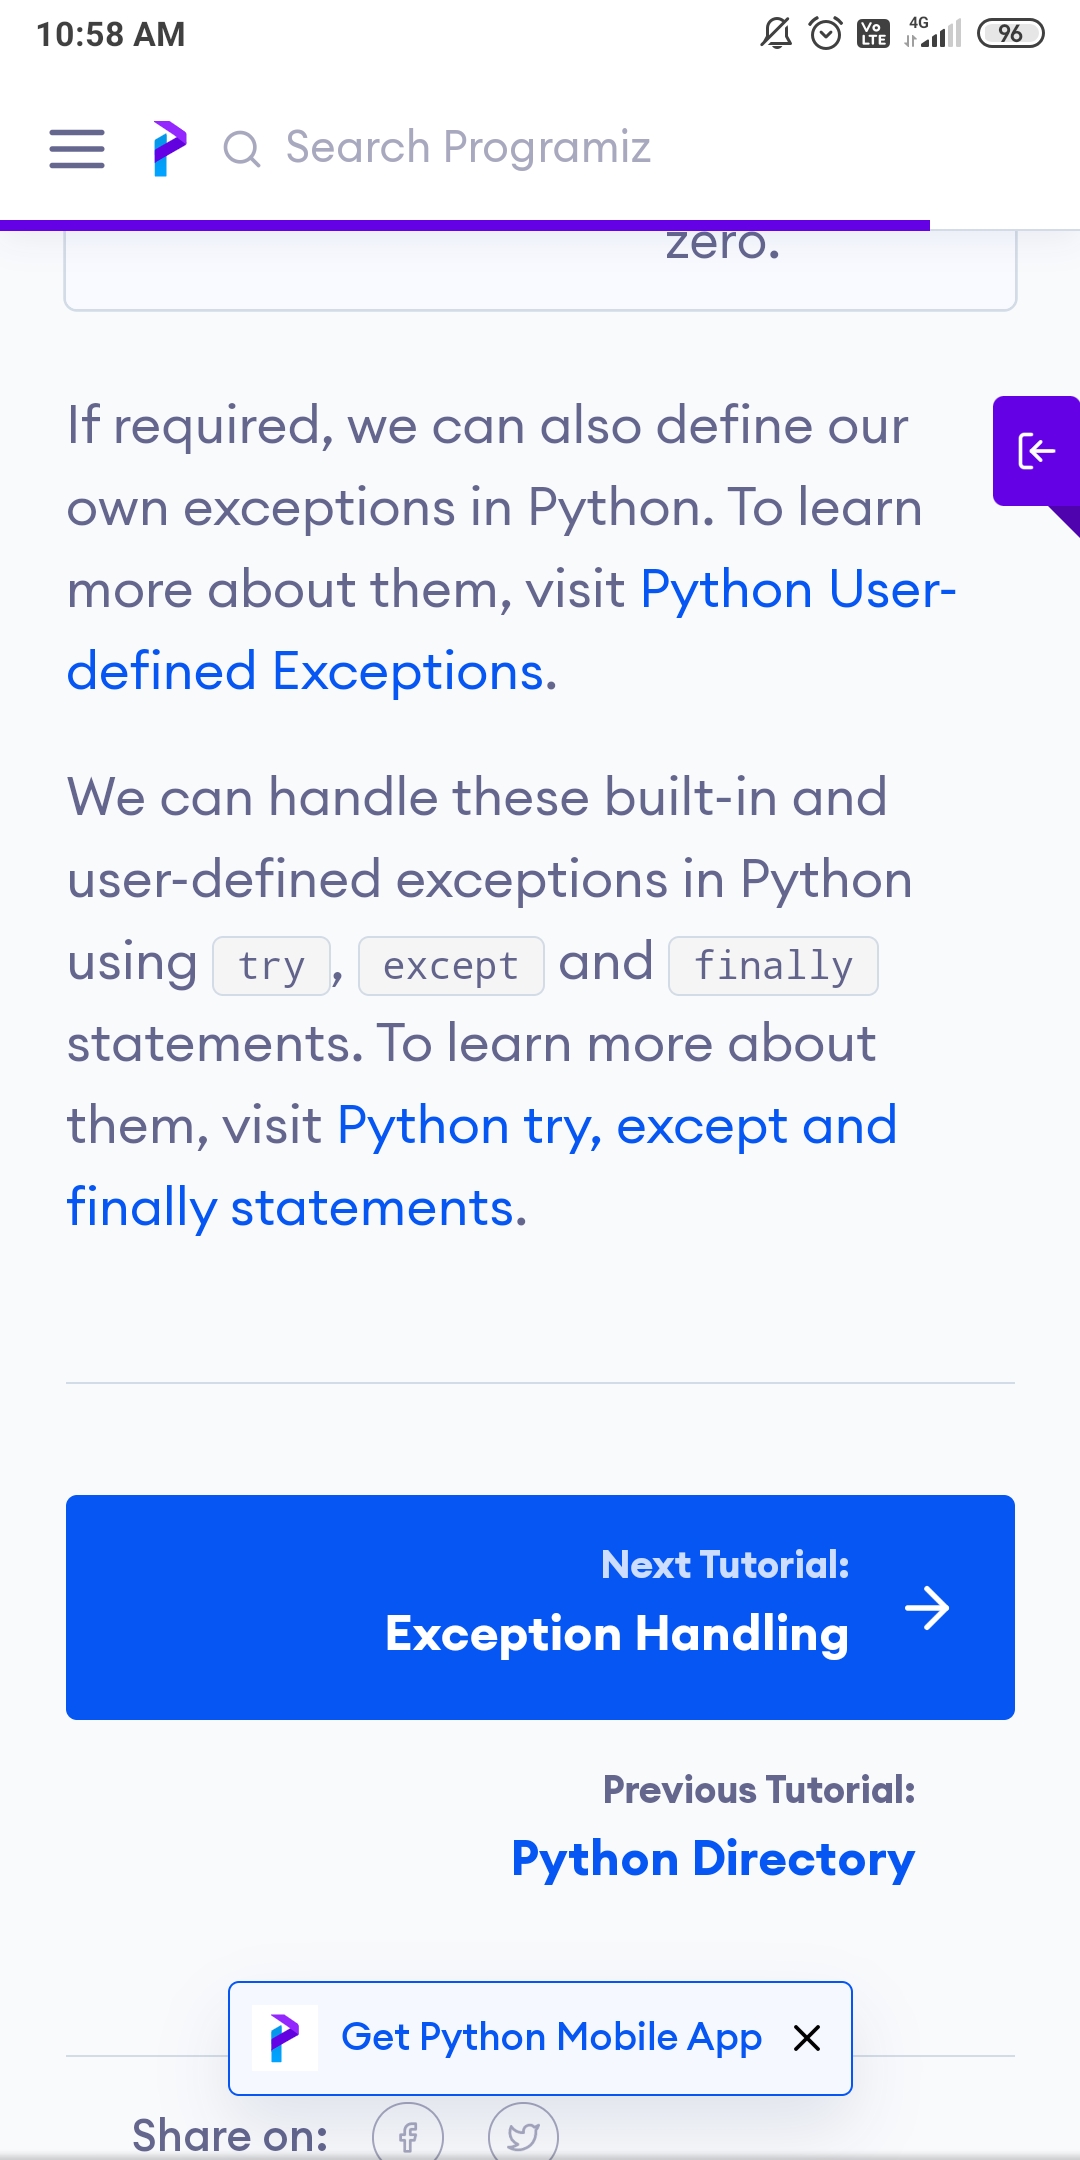 10:58 AM
4G
Vo
LTE
96
Search Programiz
zero.
If required, we can also define our
own exceptions in Python. To learn
more about them, visit Python User-
defined Exceptions.
We can handle these built-in and
user-defined exceptions in Python
using try, except and finally
statements. To learn more about
them, visit Python try, except and
finally statements.
Next Tutorial:
Exception Handling
Previous Tutorial:
Python Directory
Get Python Mobile App
Share on: